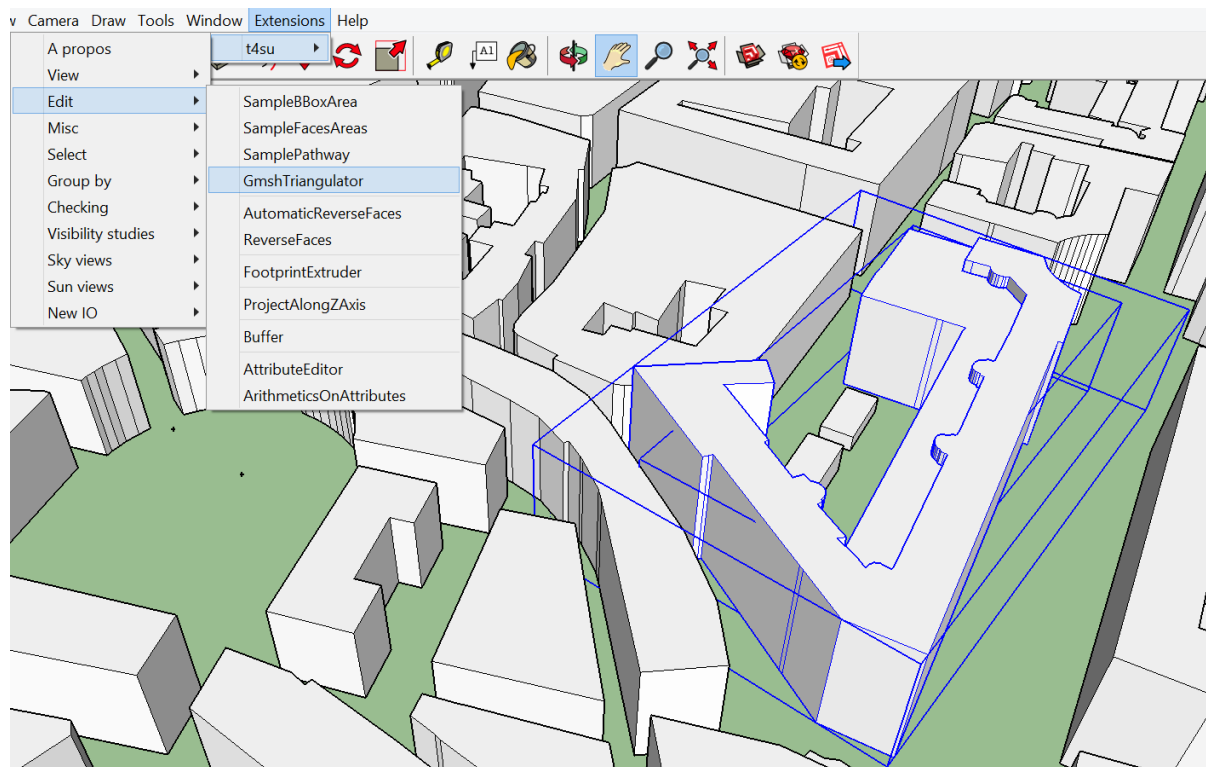 w Camera Draw Tools Window Extensions Help
A propos
View
Edit
Misc
Select
Group by
Checking
Visibility studies
Sky views
Sun views
New IO
t4su
A1
SampleBBoxArea
SampleFacesAreas
SamplePathway
GmshTriangulator
AutomaticReverseFaces
ReverseFaces
FootprintExtruder
ProjectAlongZAxis
Buffer
AttributeEditor
ArithmeticsOnAttributes